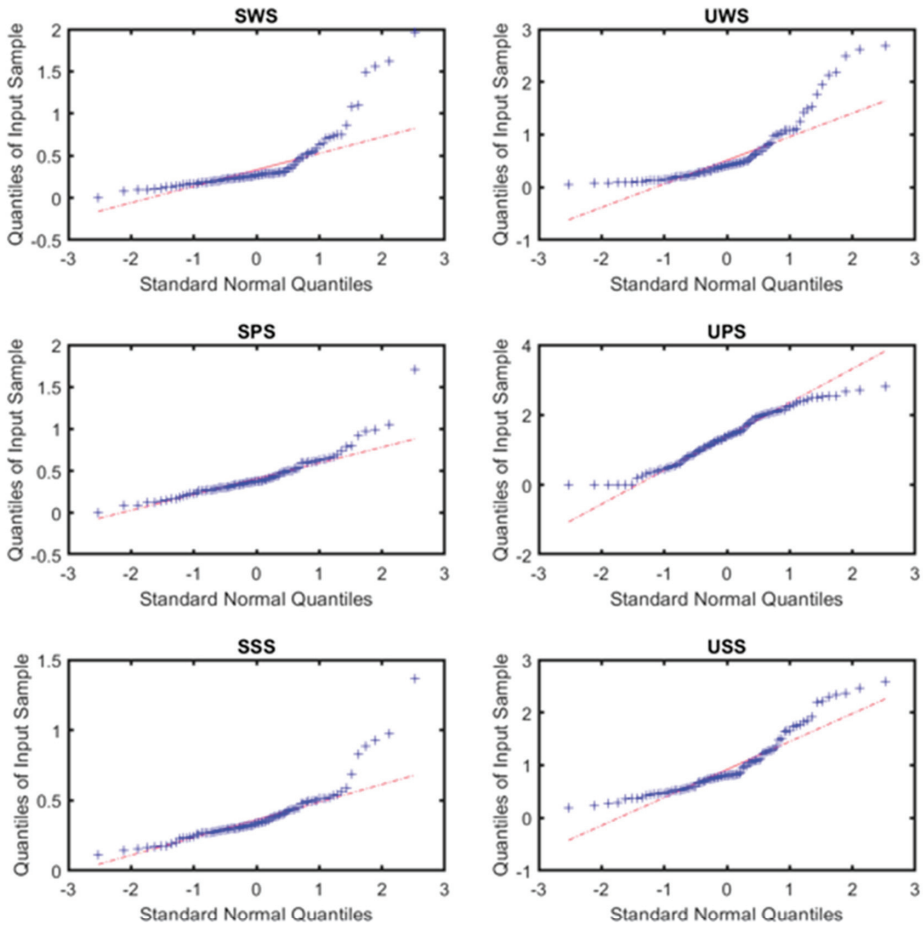 SWS
Quantiles of Input Sample
2
1.5
1
0.5
0
-0.5
-3 -2 -1 0 1 2 3
Standard Normal Quantiles
UWS
Quantiles of Input Sample
3
2
1
0
-1
-3 -2 -1 0 1 2 3
Standard Normal Quantiles
SPS
Quantiles of Input Sample
2
1.5
1
0.5
0
-0.5
-3 -2 -1 0 1 2 3
Standard Normal Quantiles
UPS
Quantiles of Input Sample
4
2
0
-2
-3 -2 -1 0 1 2 3
Standard Normal Quantiles
SSS
Quantiles of Input Sample
1.5
1
0.5
0
-3 -2 -1 0 1 2 3
Standard Normal Quantiles
USS
Quantiles of Input Sample
3
2
1
0
-1
-3 -2 -1 0 1 2 3
Standard Normal Quantiles